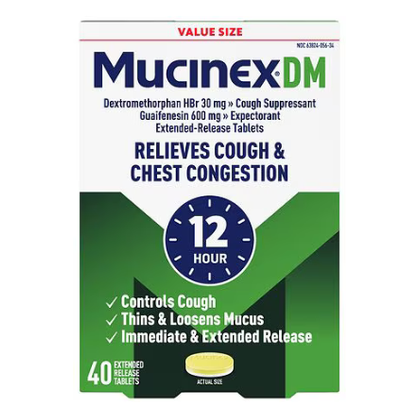 VALUE SIZE
NDC 63824-056-34
Mucinex® DM
Dextromethorphan HBr 30 mg » Cough Suppressant
Guaifenesin 600 mg » Expectorant
Extended-Release Tablets
RELIEVES COUGH &
CHEST CONGESTION
12
HOUR
✓ Controls Cough
✓ Thins & Loosens Mucus
✓ Immediate & Extended Release
40 EXTENDED
RELEASE
TABLETS
ACTUAL SIZE